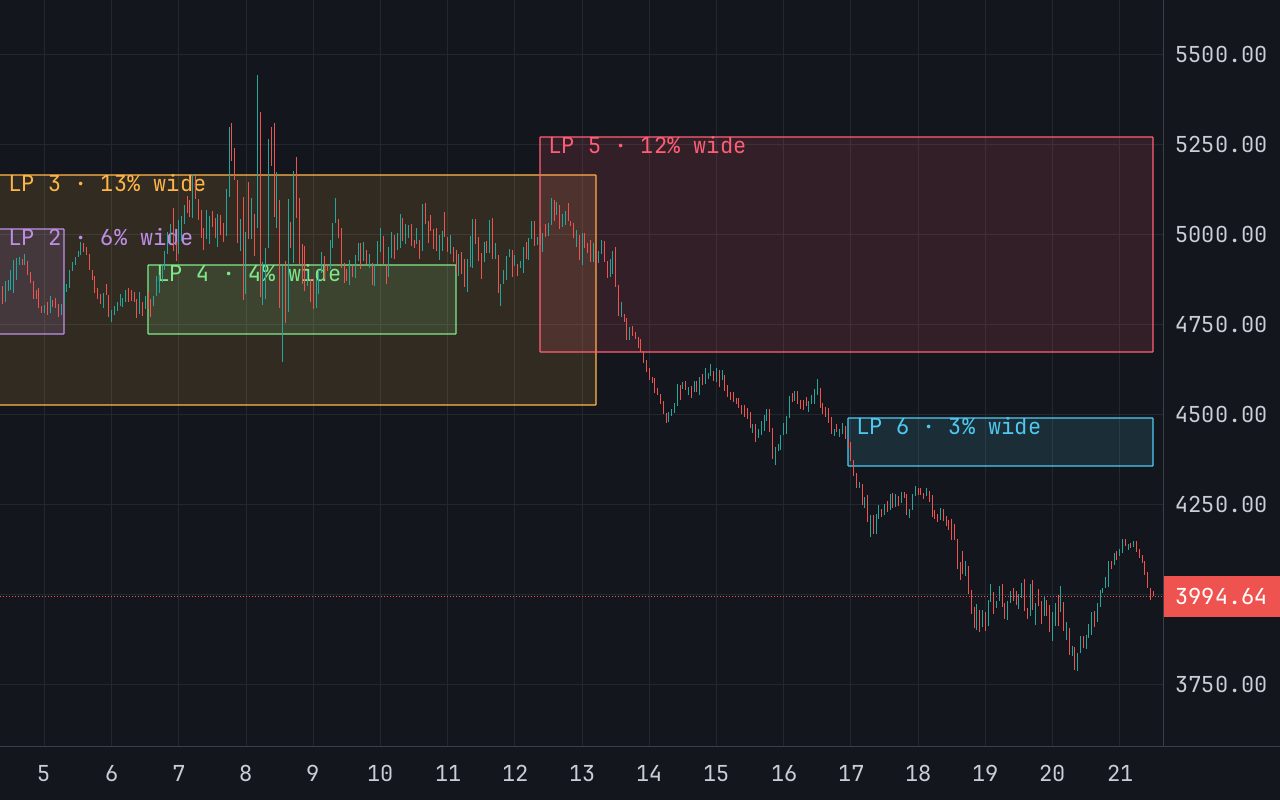 5500.00
LP 5 · 12% wide
5250.00
LP 3 · 13% wide
LP 2 · 6% wide
5000.00
LP 4 · 4% wide
4750.00
4500.00
LP 6 · 3% wide
4250.00
3994.64
3750.00
5 6 7 8 9 10 11 12 13 14 15 16 17 18 19 20 21